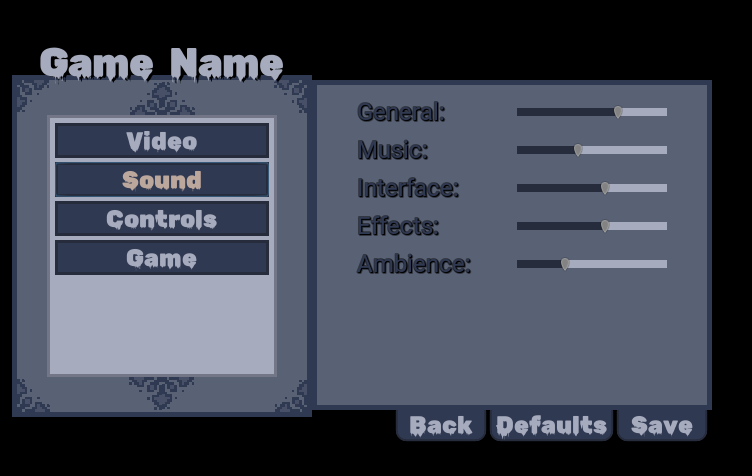 Game Name
Video
Sound
Controls
Game
General:
Music:
Interface:
Effects:
Ambience:
Back
Defaults
Save